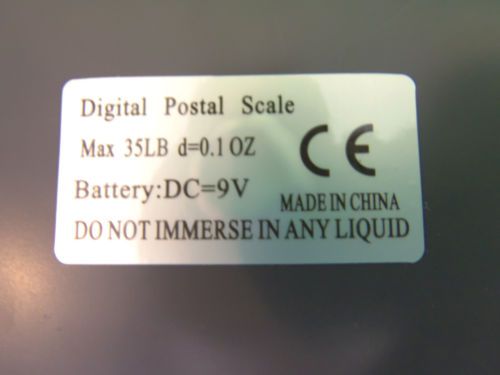 Digital Postal Scale
Max 35LB d=0.1 OZ
CE
Battery:DC=9V
MADE IN CHINA
DO NOT IMMERSE IN ANY LIQUID